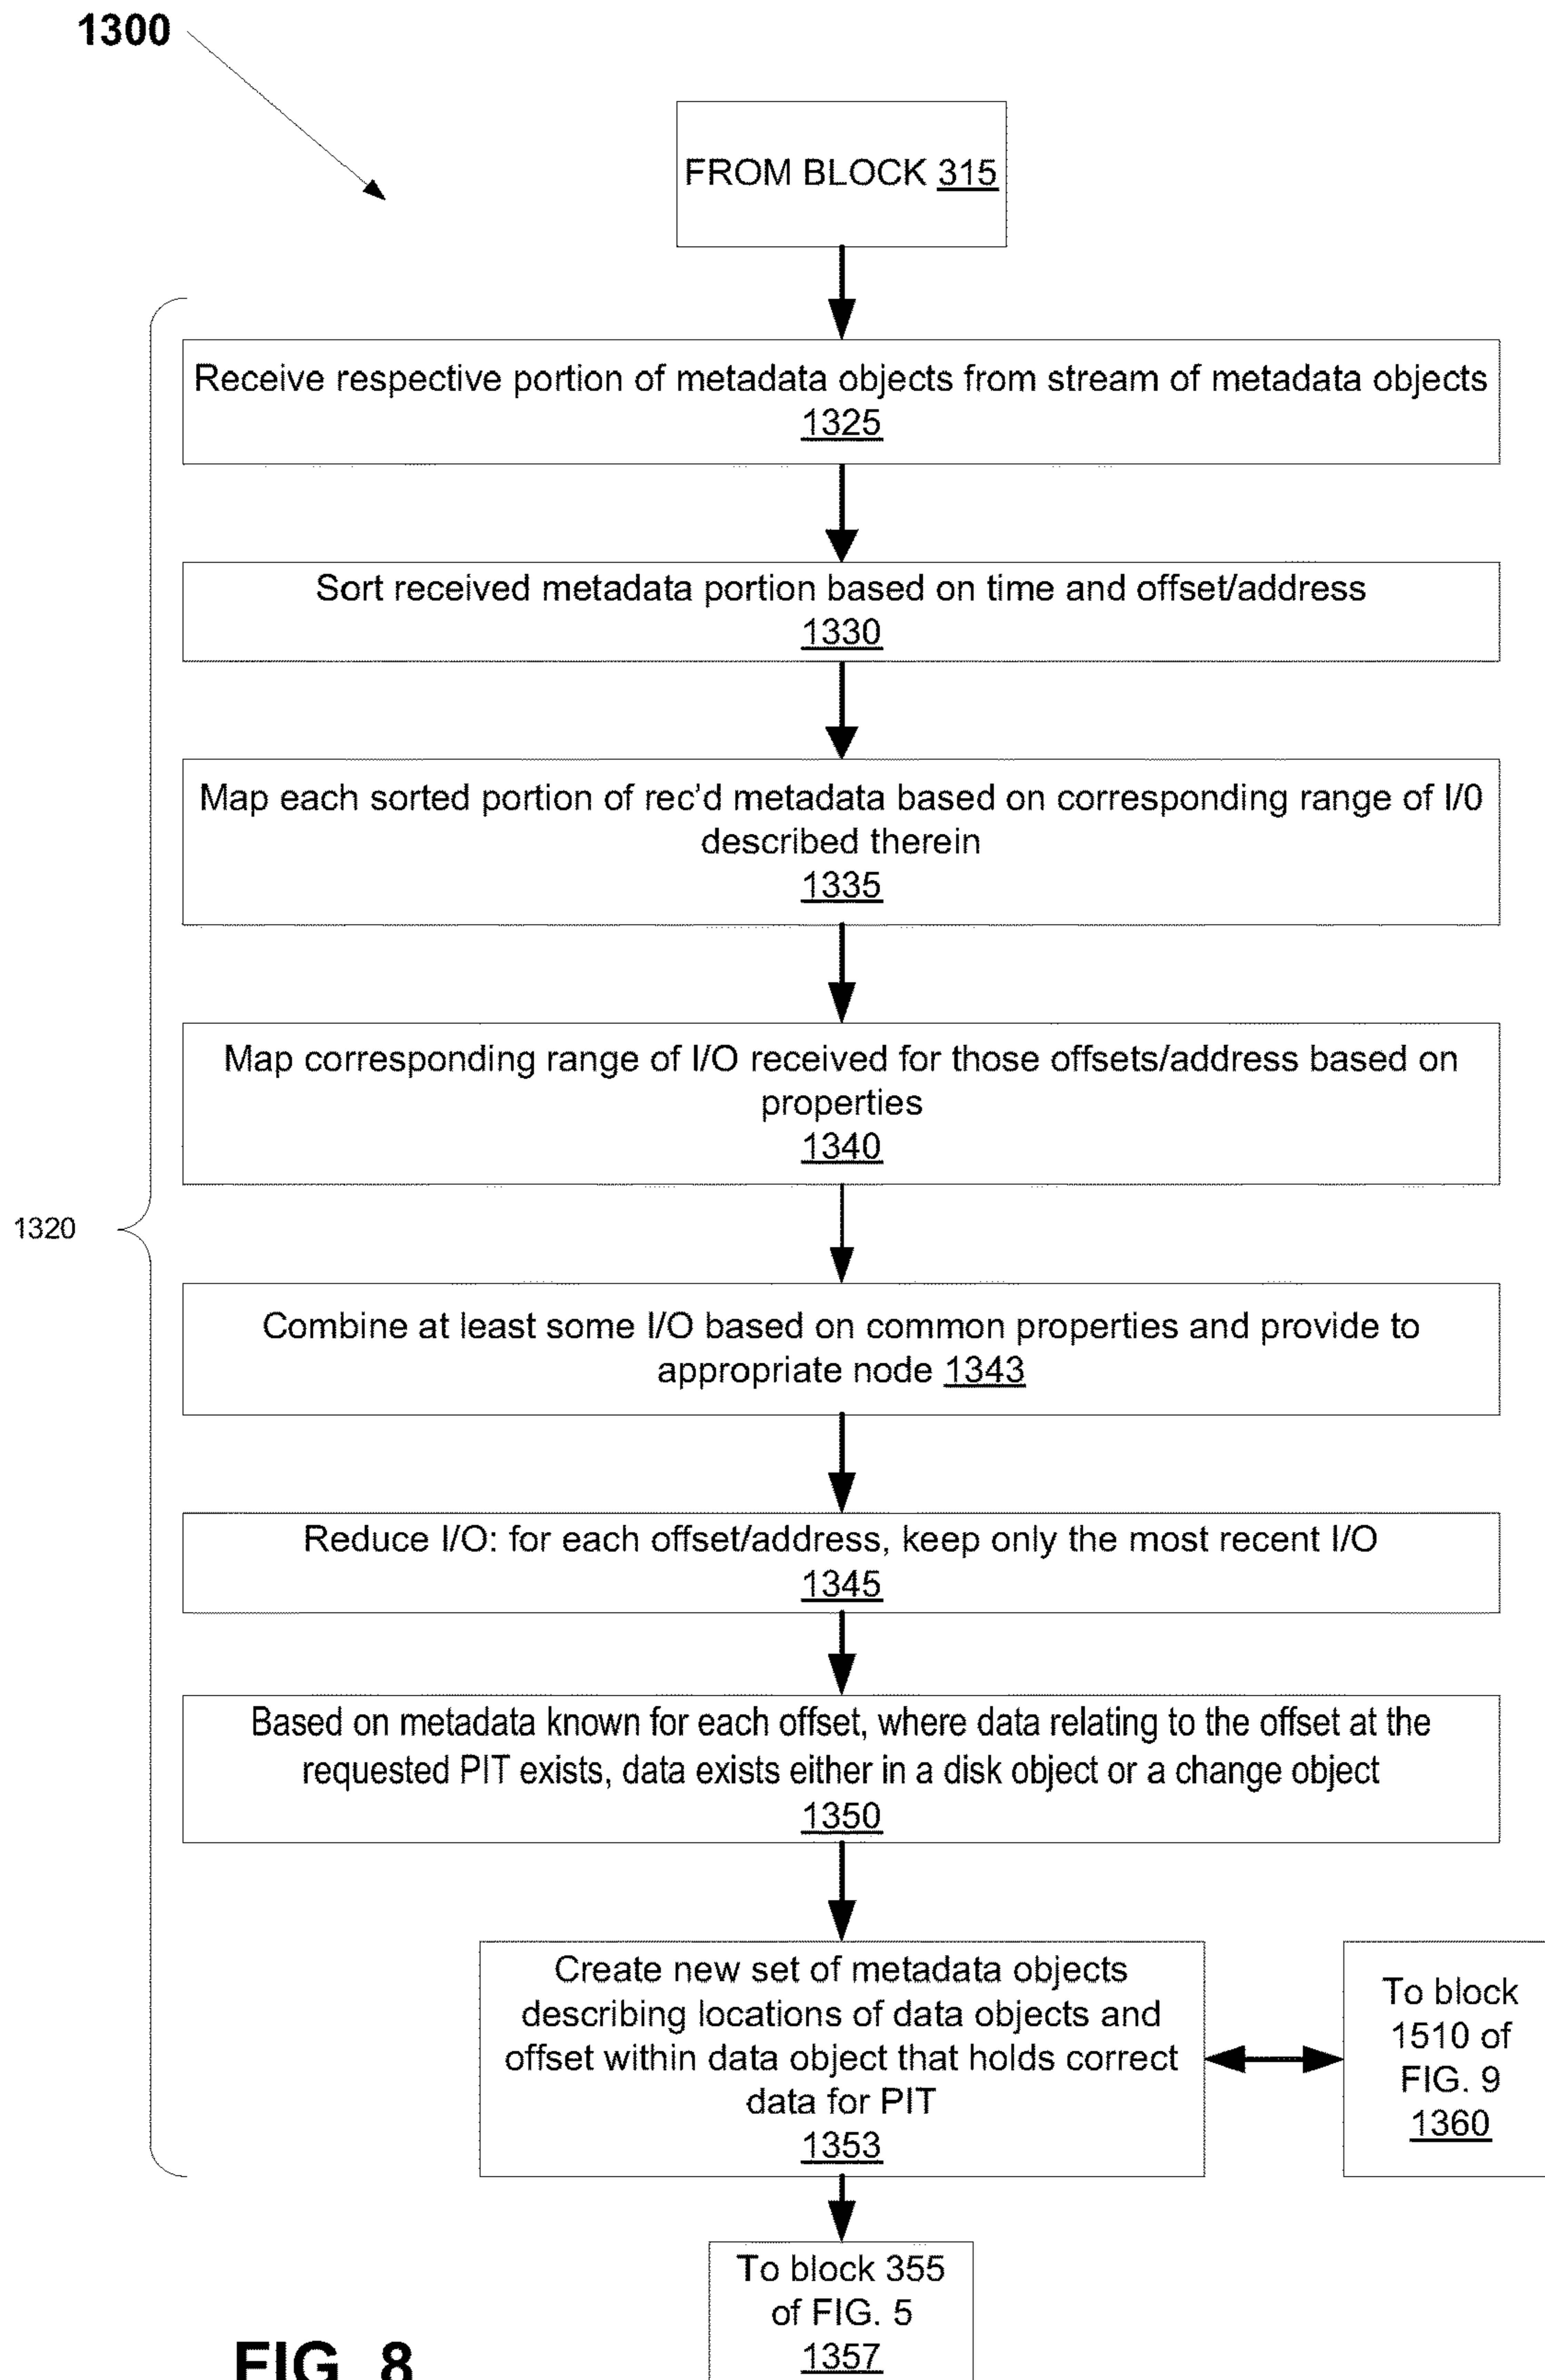 1300
FROM BLOCK 315
Receive respective portion of metadata objects from stream of metadata objects
1325
Sort received metadata portion based on time and offset/address
1330
Map each sorted portion of rec'd metadata based on corresponding range of I/0
described therein
1335
Map corresponding range of I/O received for those offsets/address based on
properties
1340
1320
Combine at least some I/O based on common properties and provide to
appropriate node 1343
Reduce I/O: for each offset/address, keep only the most recent I/O
1345
Based on metadata known for each offset, where data relating to the offset at the
requested PIT exists, data exists either in a disk object or a change object
1350
Create new set of metadata objects
describing locations of data objects and
offset within data object that holds correct
data for PIT
1353
To block
1510 of
FIG. 9
1360
To block 355
of FIG. 5
1357
FIG. 8